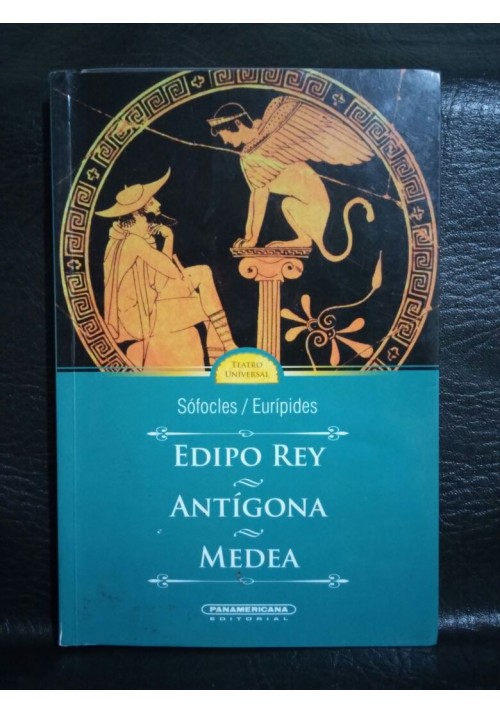 TEATRO
UNIVERSAL
Sófocles / Eurípides
EDIPO REY
ANTÍGONA
MEDEA
PANAMERICANA
EDITORIAL